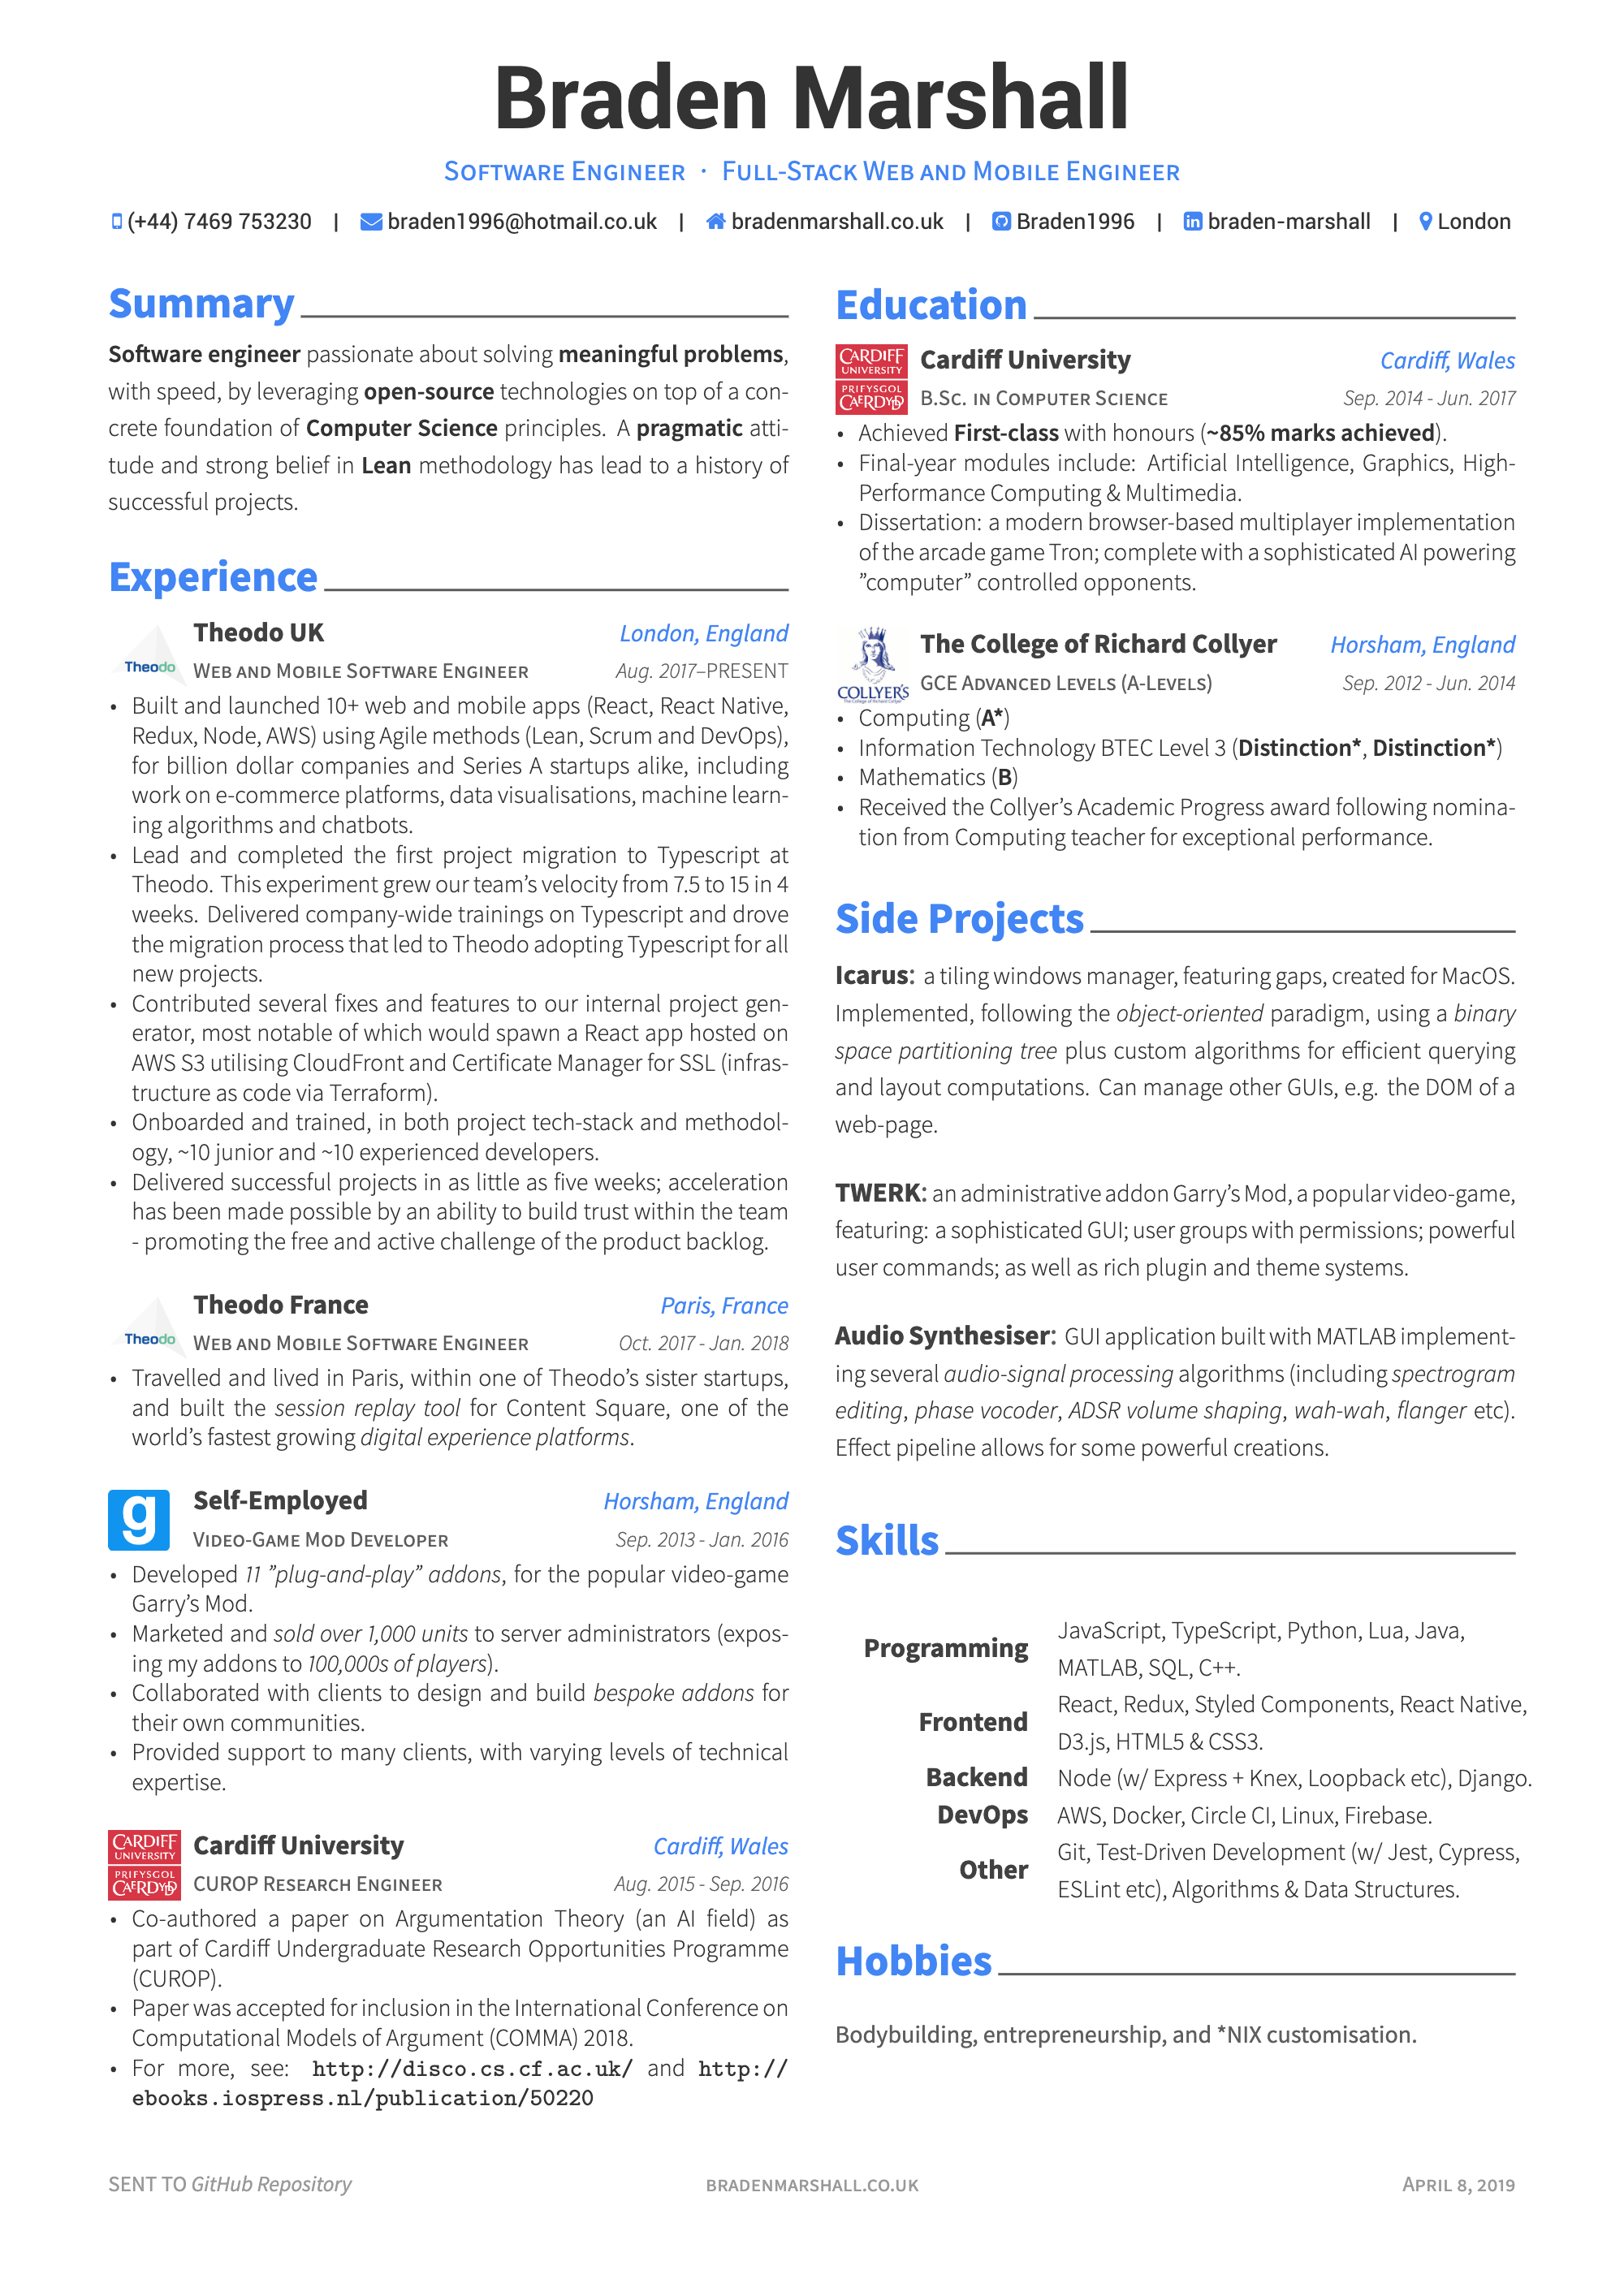 Braden Marshall
Software Engineer · Full-Stack Web and Mobile Engineer
(+44) 7469 753230 | braden1996@hotmail.co.uk | bradenmarshall.co.uk | Braden1996 | braden-marshall | London
Summary
Software engineer passionate about solving meaningful problems,
with speed, by leveraging open-source technologies on top of a con-
crete foundation of Computer Science principles. A pragmatic atti-
tude and strong belief in Lean methodology has lead to a history of
successful projects.
Experience
Theodo
Theodo UK London, England
Web and Mobile Software Engineer Aug. 2017–PRESENT
• Built and launched 10+ web and mobile apps (React, React Native,
Redux, Node, AWS) using Agile methods (Lean, Scrum and DevOps),
for billion dollar companies and Series A startups alike, including
work on e-commerce platforms, data visualisations, machine learn-
ing algorithms and chatbots.
• Lead and completed the first project migration to Typescript at
Theodo. This experiment grew our team's velocity from 7.5 to 15 in 4
weeks. Delivered company-wide trainings on Typescript and drove
the migration process that led to Theodo adopting Typescript for all
new projects.
• Contributed several fixes and features to our internal project gen-
erator, most notable of which would spawn a React app hosted on
AWS S3 utilising CloudFront and Certificate Manager for SSL (infras-
tructure as code via Terraform).
• Onboarded and trained, in both project tech-stack and methodol-
ogy, ~10 junior and ~10 experienced developers.
• Delivered successful projects in as little as five weeks; acceleration
has been made possible by an ability to build trust within the team
- promoting the free and active challenge of the product backlog.
Theodo
Theodo France Paris, France
Web and Mobile Software Engineer Oct. 2017 - Jan. 2018
• Travelled and lived in Paris, within one of Theodo's sister startups,
and built the session replay tool for Content Square, one of the
world's fastest growing digital experience platforms.
g
Self-Employed Horsham, England
Video-Game Mod Developer Sep. 2013 - Jan. 2016
• Developed 11 ”plug-and-play” addons, for the popular video-game
Garry's Mod.
• Marketed and sold over 1,000 units to server administrators (expos-
ing my addons to 100,000s of players).
• Collaborated with clients to design and build bespoke addons for
their own communities.
• Provided support to many clients, with varying levels of technical
expertise.
CARDIFF
UNIVERSITY
PRIFYSGOL
CAERDYDD
Cardiff University Cardiff, Wales
CUROP Research Engineer Aug. 2015 - Sep. 2016
• Co-authored a paper on Argumentation Theory (an AI field) as
part of Cardiff Undergraduate Research Opportunities Programme
(CUROP).
• Paper was accepted for inclusion in the International Conference on
Computational Models of Argument (COMMA) 2018.
• For more, see: http://disco.cs.cf.ac.uk/ and http://
ebooks.iospress.nl/publication/50220
Education
CARDIFF
UNIVERSITY
PRIFYSGOL
CAERDYDD
Cardiff University Cardiff, Wales
B.Sc. in Computer Science Sep. 2014 - Jun. 2017
• Achieved First-class with honours (~85% marks achieved).
• Final-year modules include: Artificial Intelligence, Graphics, High-
Performance Computing & Multimedia.
• Dissertation: a modern browser-based multiplayer implementation
of the arcade game Tron; complete with a sophisticated AI powering
”computer” controlled opponents.
COLLYER'S
The College of Richard Collyer
The College of Richard Collyer Horsham, England
GCE Advanced Levels (A-Levels) Sep. 2012 - Jun. 2014
• Computing (A*)
• Information Technology BTEC Level 3 (Distinction*, Distinction*)
• Mathematics (B)
• Received the Collyer's Academic Progress award following nomina-
tion from Computing teacher for exceptional performance.
Side Projects
Icarus: a tiling windows manager, featuring gaps, created for MacOS.
Implemented, following the object-oriented paradigm, using a binary
space partitioning tree plus custom algorithms for efficient querying
and layout computations. Can manage other GUIs, e.g. the DOM of a
web-page.
TWERK: an administrative addon Garry's Mod, a popular video-game,
featuring: a sophisticated GUI; user groups with permissions; powerful
user commands; as well as rich plugin and theme systems.
Audio Synthesiser: GUI application built with MATLAB implement-
ing several audio-signal processing algorithms (including spectrogram
editing, phase vocoder, ADSR volume shaping, wah-wah, flanger etc).
Effect pipeline allows for some powerful creations.
Skills
Programming JavaScript, TypeScript, Python, Lua, Java,
MATLAB, SQL, C++.
Frontend React, Redux, Styled Components, React Native,
D3.js, HTML5 & CSS3.
Backend Node (w/ Express + Knex, Loopback etc), Django.
DevOps AWS, Docker, Circle CI, Linux, Firebase.
Other Git, Test-Driven Development (w/ Jest, Cypress,
ESLint etc), Algorithms & Data Structures.
Hobbies
Bodybuilding, entrepreneurship, and *NIX customisation.
SENT TO GitHub Repository bradenmarshall.co.uk April 8, 2019